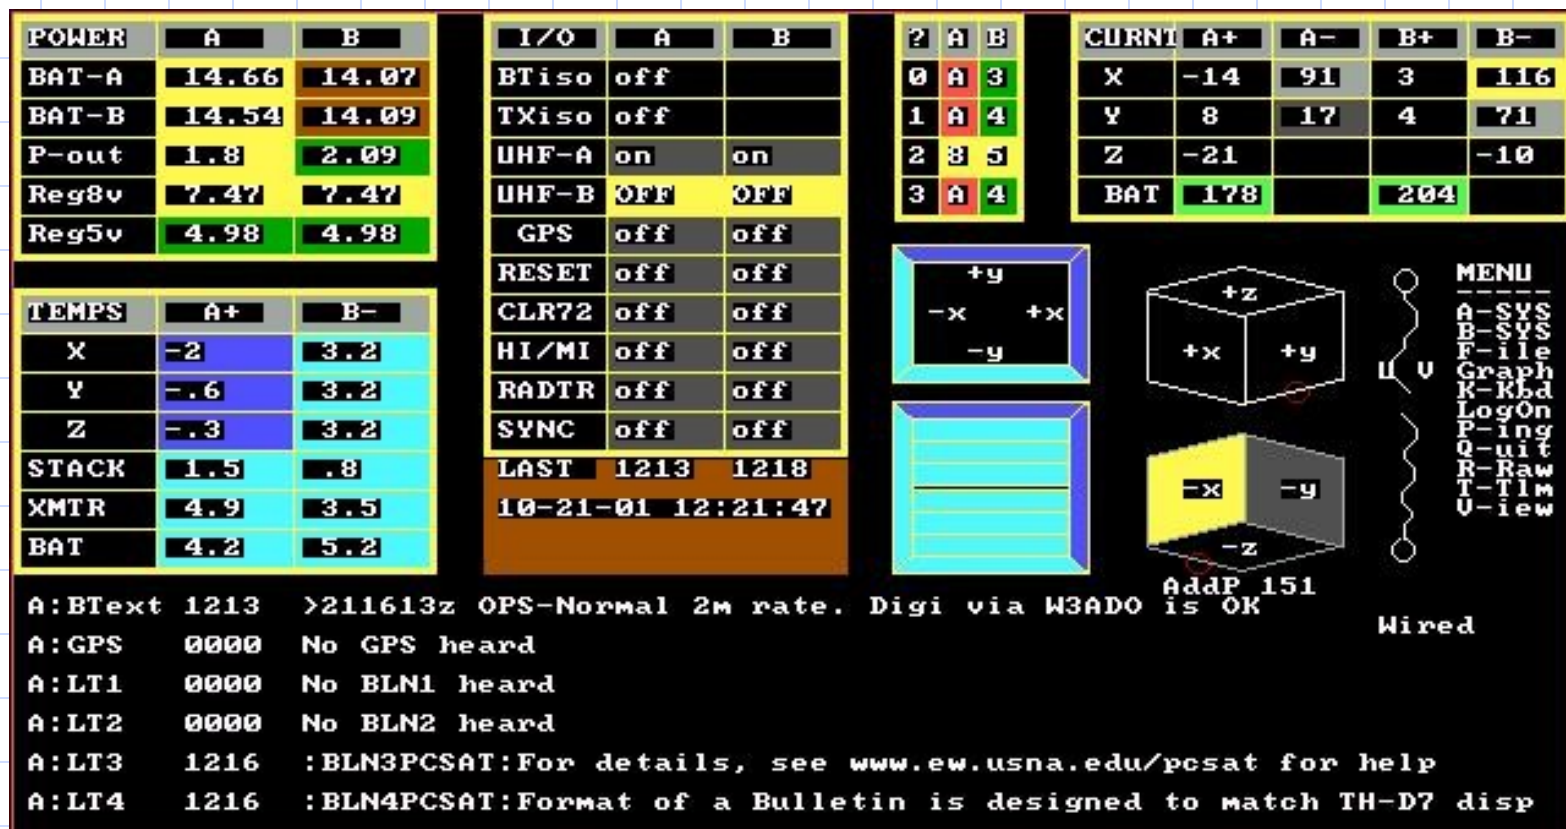 POWER A B
BAT-A 14.66 14.07
BAT-B 14.54 14.09
P-out 1.8 2.09
Reg8v 7.47 7.47
Reg5v 4.98 4.98
TEMPS A+ B-
X -2 3.2
Y -.6 3.2
Z -.3 3.2
STACK 1.5 .8
XMTR 4.9 3.5
BAT 4.2 5.2
I/O A B
BTiso off
TXiso off
UHF-A on on
UHF-B OFF OFF
GPS off off
RESET off off
CLR72 off off
HI/MI off off
RADTR off off
SYNC off off
LAST 1213 1218
10-21-01 12:21:47
? A B
0 A 3
1 A 4
2 8 5
3 A 4
CURNT A+ A- B+ B-
X -14 91 3 116
Y 8 17 4 71
Z -21 -10
BAT 178 204
+y
-x +x
-y
+z
+x +y
-x -y
-z
AddP 151
U V
Wired
MENU
-----
A-SYS
B-SYS
F-ile
Graph
K-Kbd
LogOn
P-ing
Q-uit
R-Raw
T-Tlm
V-iew
A:BText 1213 >211613z OPS-Normal 2m rate. Digi via W3ADO is OK
A:GPS 0000 No GPS heard
A:LT1 0000 No BLN1 heard
A:LT2 0000 No BLN2 heard
A:LT3 1216 :BLN3PCSAT:For details, see www.ew.usna.edu/pcsat for help
A:LT4 1216 :BLN4PCSAT:Format of a Bulletin is designed to match TH-D7 disp